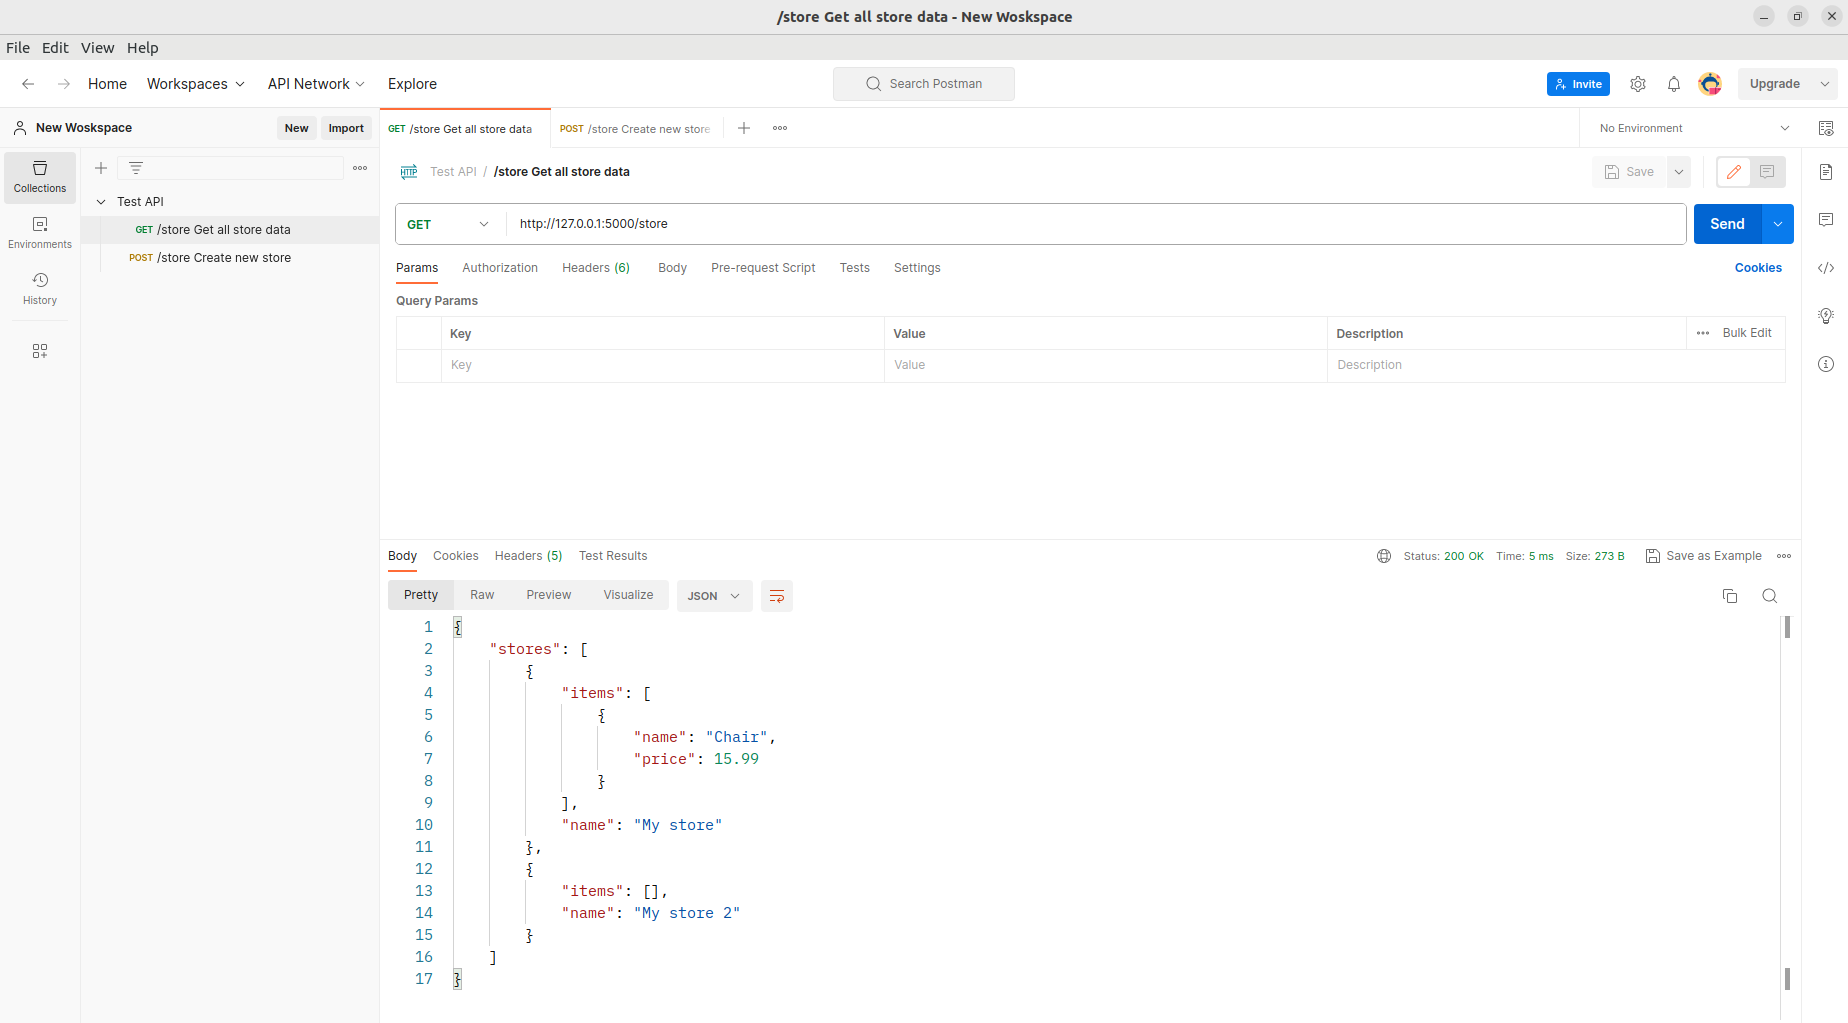 /store Get all store data - New Woskspace
File Edit View Help
Home Workspaces API Network Explore Search Postman Invite Upgrade
New Woskspace New Import GET /store Get all store data POST /store Create new store No Environment
Collections
Environments
History
Test API
GET /store Get all store data
POST /store Create new store
HTTP Test API / /store Get all store data Save
GET http://127.0.0.1:5000/store Send
Params Authorization Headers (6) Body Pre-request Script Tests Settings Cookies
Query Params
Key Value Description Bulk Edit
Key Value Description
Body Cookies Headers (5) Test Results Status: 200 OK Time: 5 ms Size: 273 B Save as Example
Pretty Raw Preview Visualize JSON
1 {
2 "stores": [
3 {
4 "items": [
5 {
6 "name": "Chair",
7 "price": 15.99
8 }
9 ],
10 "name": "My store"
11 },
12 {
13 "items": [],
14 "name": "My store 2"
15 }
16 ]
17 }